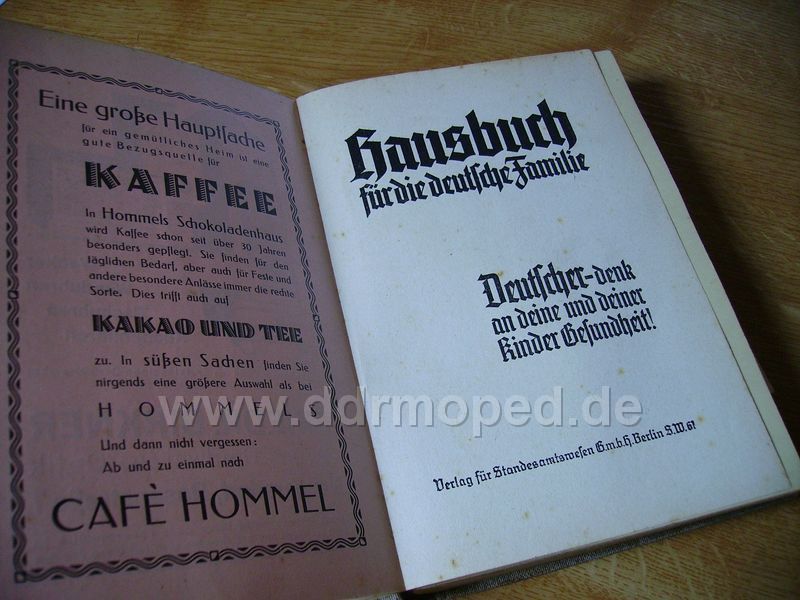 Eine große Hauptsache
für ein gemütliches Heim ist eine
gute Bezugsquelle für
KAFFEE
In Hommels Schokoladenhaus
wird Kaffee schon seit über 30 Jahren
besonders gepflegt. Sie finden für den
täglichen Bedarf, aber auch für Feste und
andere besondere Anlässe immer die rechte
Sorte. Dies trifft auch auf
KAKAO UND TEE
zu. In süßen Sachen finden Sie
nirgends eine größere Auswahl als bei
HOMMELS
Und dann nicht vergessen:
Ab und zu einmal nach
CAFÈ HOMMEL
Hausbuch
für die deutsche Familie
Deutscher-denk
an deine und deiner
Kinder Gesundheit!
Verlag für Standesamtswesen G.m.b.H. Berlin S.W. 61
www.ddrmoped.de